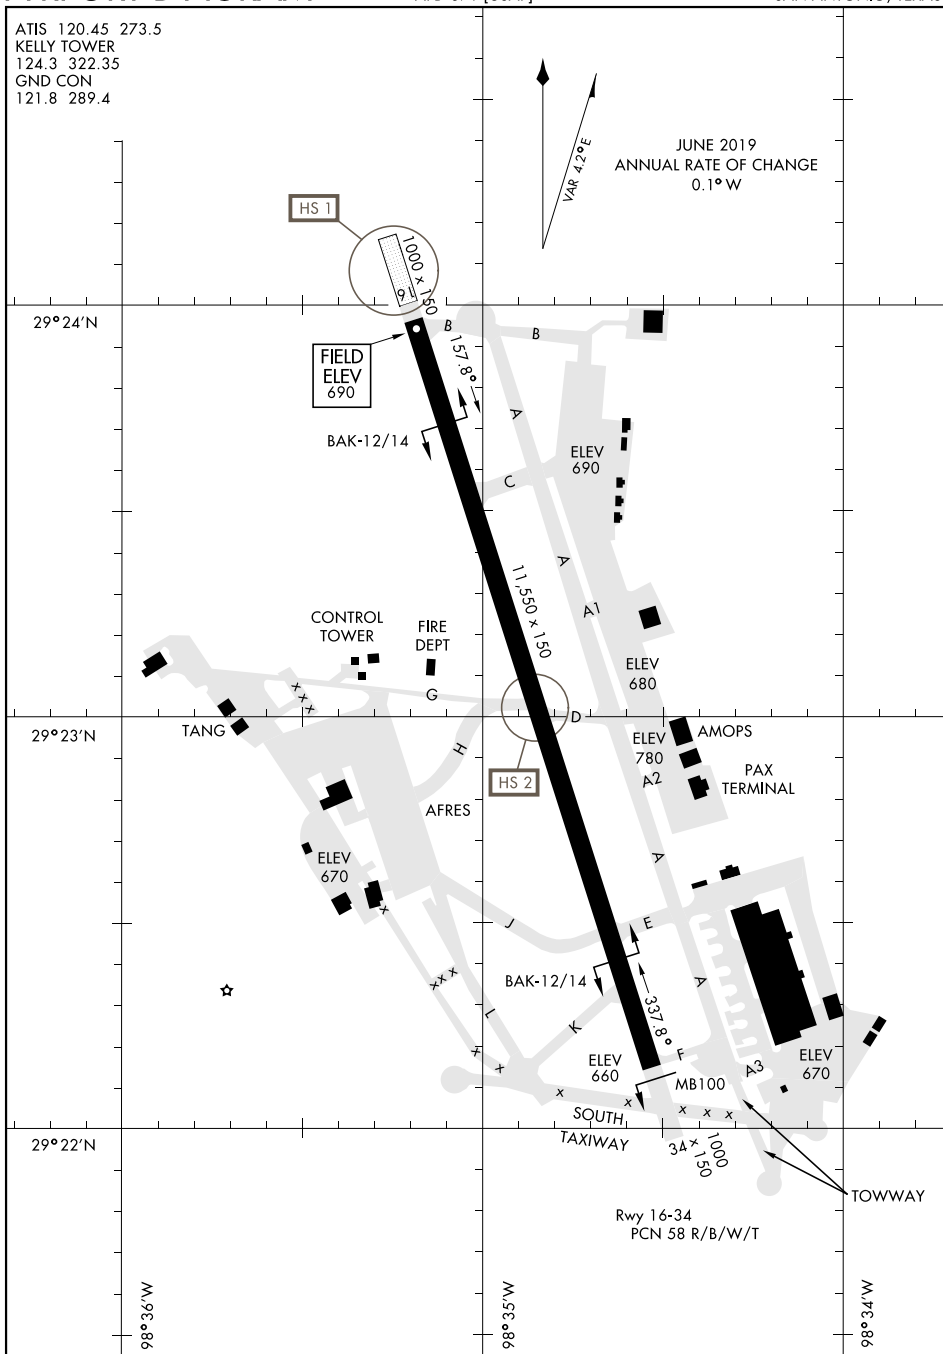 ATIS 120.45 273.5
KELLY TOWER
124.3 322.35
GND CON
121.8 289.4
VAR 4.2°E
JUNE 2019
ANNUAL RATE OF CHANGE
0.1° W
HS 1
1000 x 150
16
29°24'N
B
B
FIELD
ELEV
690
157.8°
A
BAK-12/14
ELEV
690
C
A
11,550 x 150
A1
CONTROL
TOWER
FIRE
DEPT
ELEV
680
G
x x x
D
TANG
29°23'N
H
ELEV
780
AMOPS
HS 2
A2
PAX
TERMINAL
AFRES
A
ELEV
670
x
J
E
BAK-12/14
A
x x x
337.8°
L
K
x
x
F
ELEV
660
A3
ELEV
670
MB100
x
x
x x x
SOUTH
TAXIWAY
29°22'N
34
1000
x 150
TOWWAY
Rwy 16-34
PCN 58 R/B/W/T
98°36'W
98°35'W
98°34'W